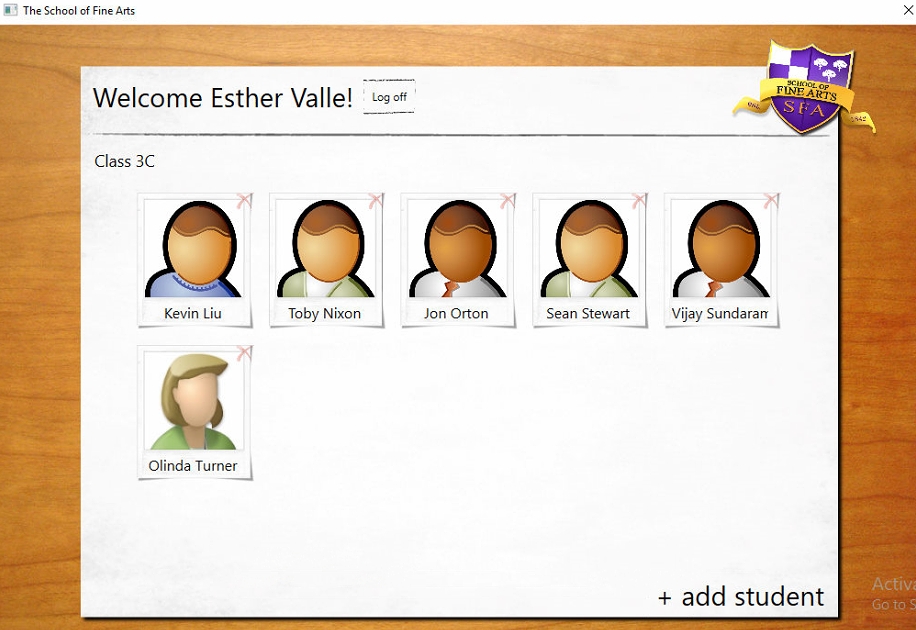 The School of Fine Arts
Welcome Esther Valle!
Log off
SCHOOL OF
FINE ARTS
SFA
Class 3C
Kevin Liu
Toby Nixon
Jon Orton
Sean Stewart
Vijay Sundaram
Olinda Turner
+ add student
Activa
Go to S